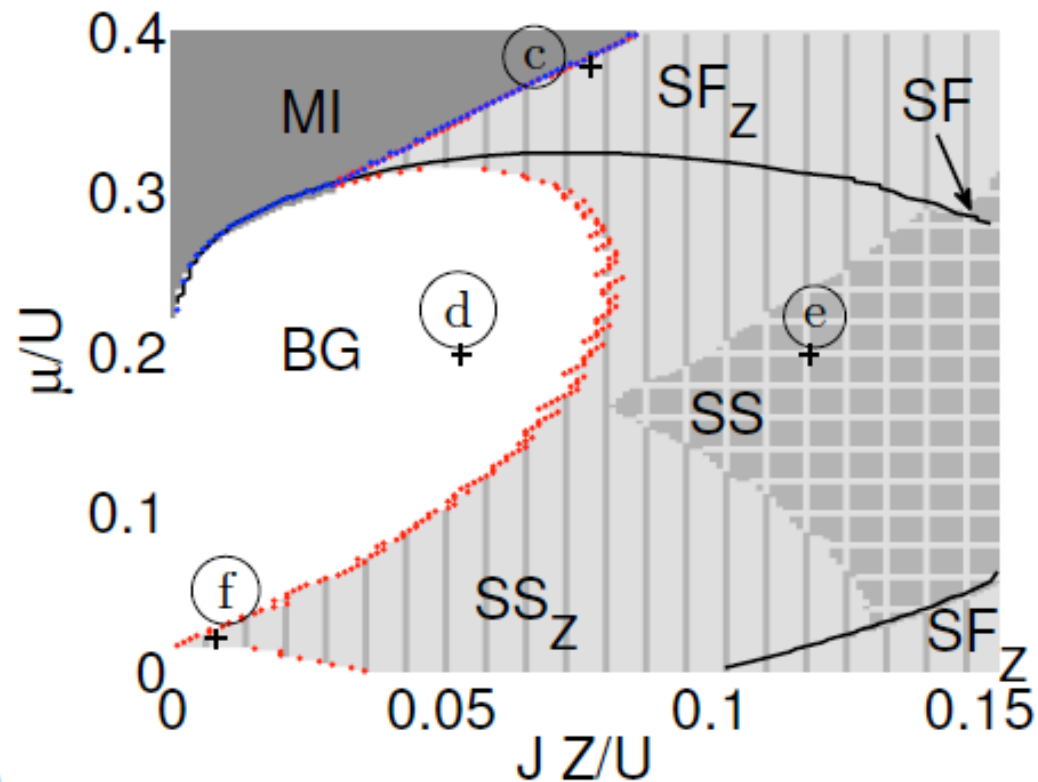 0.4
c
MI
SF_Z
SF
0.3
d
e
μ/U
0.2
BG
SS
0.1
f
SS_Z
SF_Z
0
0 0.05 0.1 0.15
J Z/U